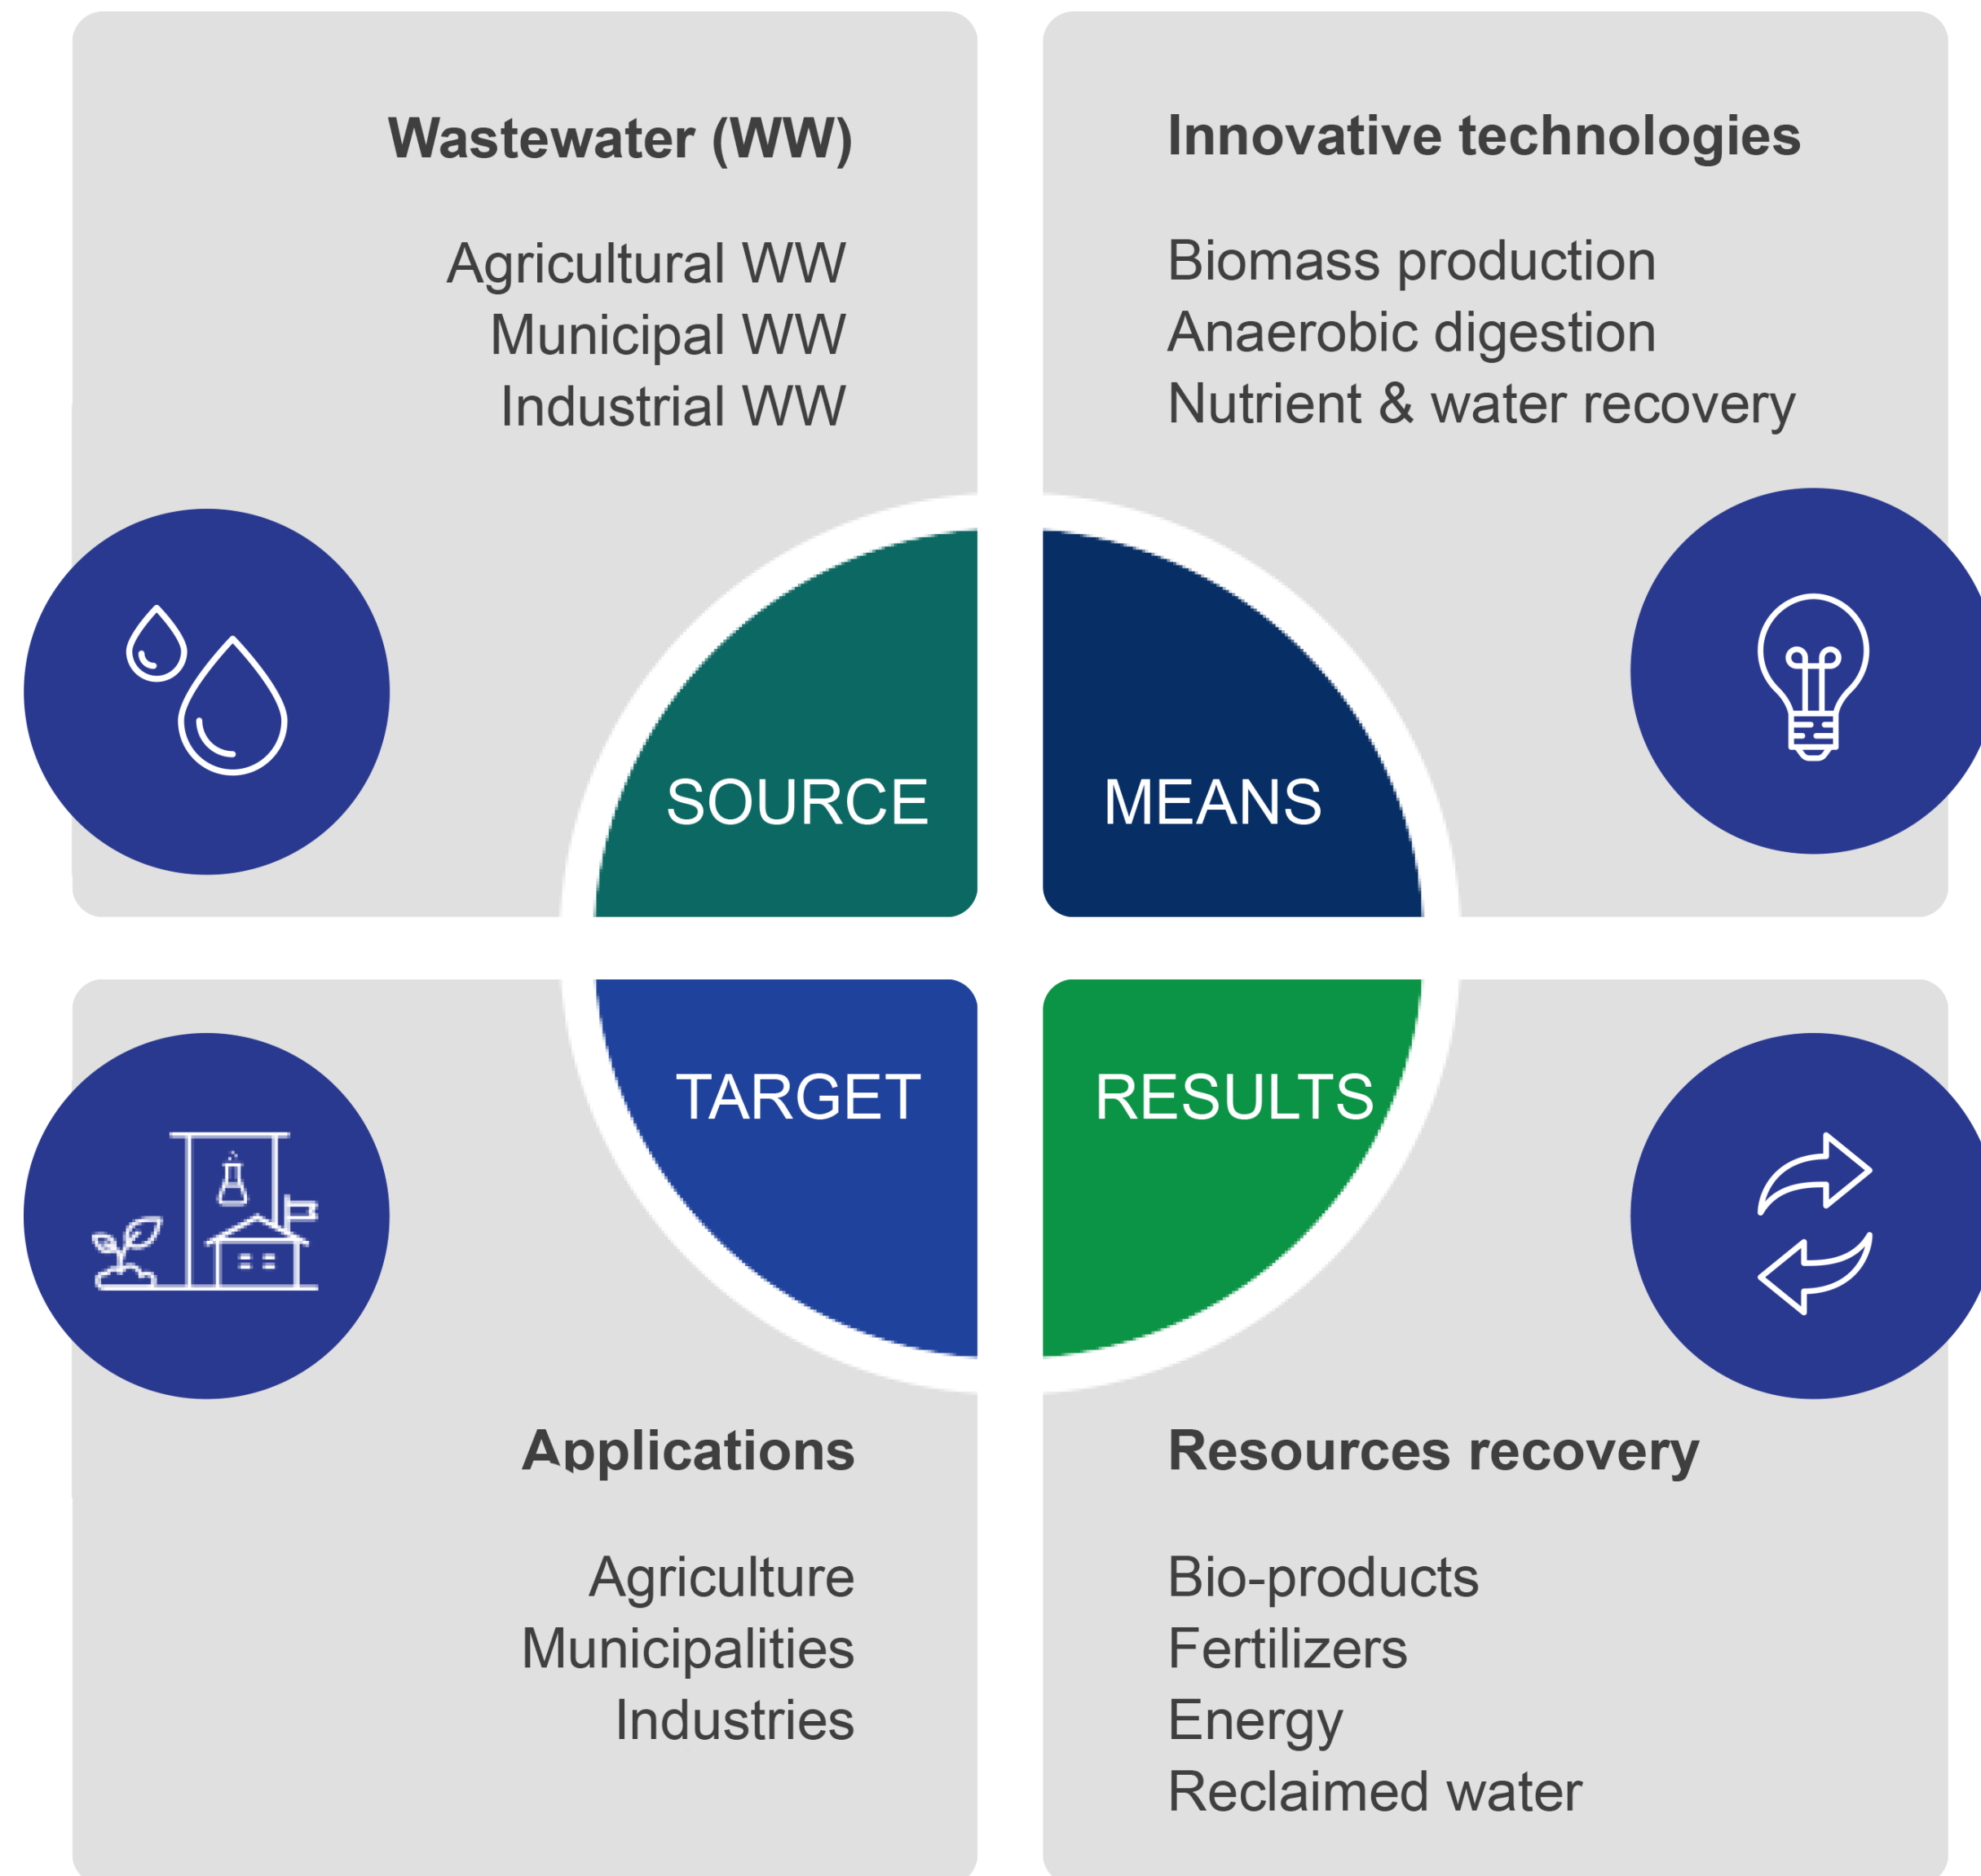 Wastewater (WW)
Agricultural WW
Municipal WW
Industrial WW
SOURCE
Innovative technologies
Biomass production
Anaerobic digestion
Nutrient & water recovery
MEANS
TARGET
Applications
Agriculture
Municipalities
Industries
RESULTS
Resources recovery
Bio-products
Fertilizers
Energy
Reclaimed water